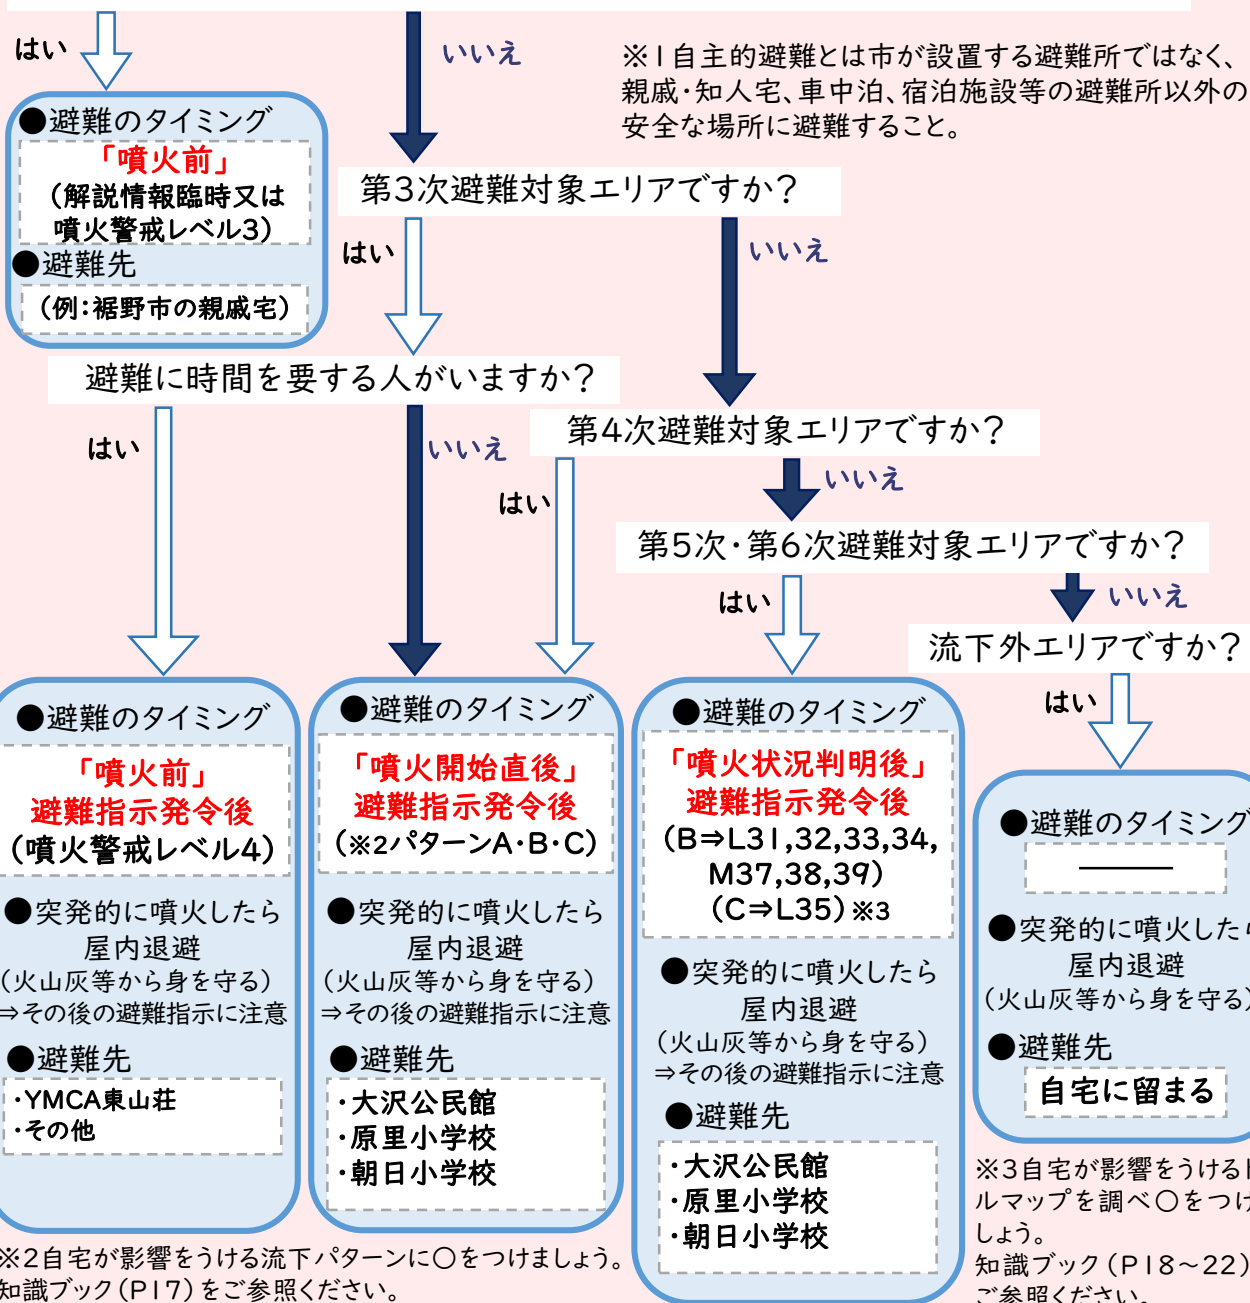 はい
いいえ
※1自主的避難とは市が設置する避難所ではなく、
親戚・知人宅、車中泊、宿泊施設等の避難所以外の
安全な場所に避難すること。
●避難のタイミング
「噴火前」
(解説情報臨時又は
噴火警戒レベル3)
●避難先
(例:裾野市の親戚宅)
第3次避難対象エリアですか?
はい
いいえ
避難に時間を要する人がいますか?
はい
いいえ
第4次避難対象エリアですか?
はい
いいえ
第5次・第6次避難対象エリアですか?
はい
いいえ
流下外エリアですか?
はい
●避難のタイミング
「噴火前」
避難指示発令後
(噴火警戒レベル4)
●突発的に噴火したら
屋内退避
(火山灰等から身を守る)
⇒その後の避難指示に注意
●避難先
・YMCA東山荘
・その他
●避難のタイミング
「噴火開始直後」
避難指示発令後
(※2パターンA・B・C)
●突発的に噴火したら
屋内退避
(火山灰等から身を守る)
⇒その後の避難指示に注意
●避難先
・大沢公民館
・原里小学校
・朝日小学校
●避難のタイミング
「噴火状況判明後」
避難指示発令後
(B⇒L31,32,33,34,
M37,38,39)
(C⇒L35)※3
●突発的に噴火したら
屋内退避
(火山灰等から身を守る)
⇒その後の避難指示に注意
●避難先
・大沢公民館
・原里小学校
・朝日小学校
●避難のタイミング
―――
●突発的に噴火したら
屋内退避
(火山灰等から身を守る)
●避難先
自宅に留まる
※2自宅が影響をうける流下パターンに○をつけましょう。
知識ブック(P17)をご参照ください。
※3自宅が影響をうける
ルマップを調べ○をつけ
しょう。
知識ブック(P18~22)
ご参照ください。